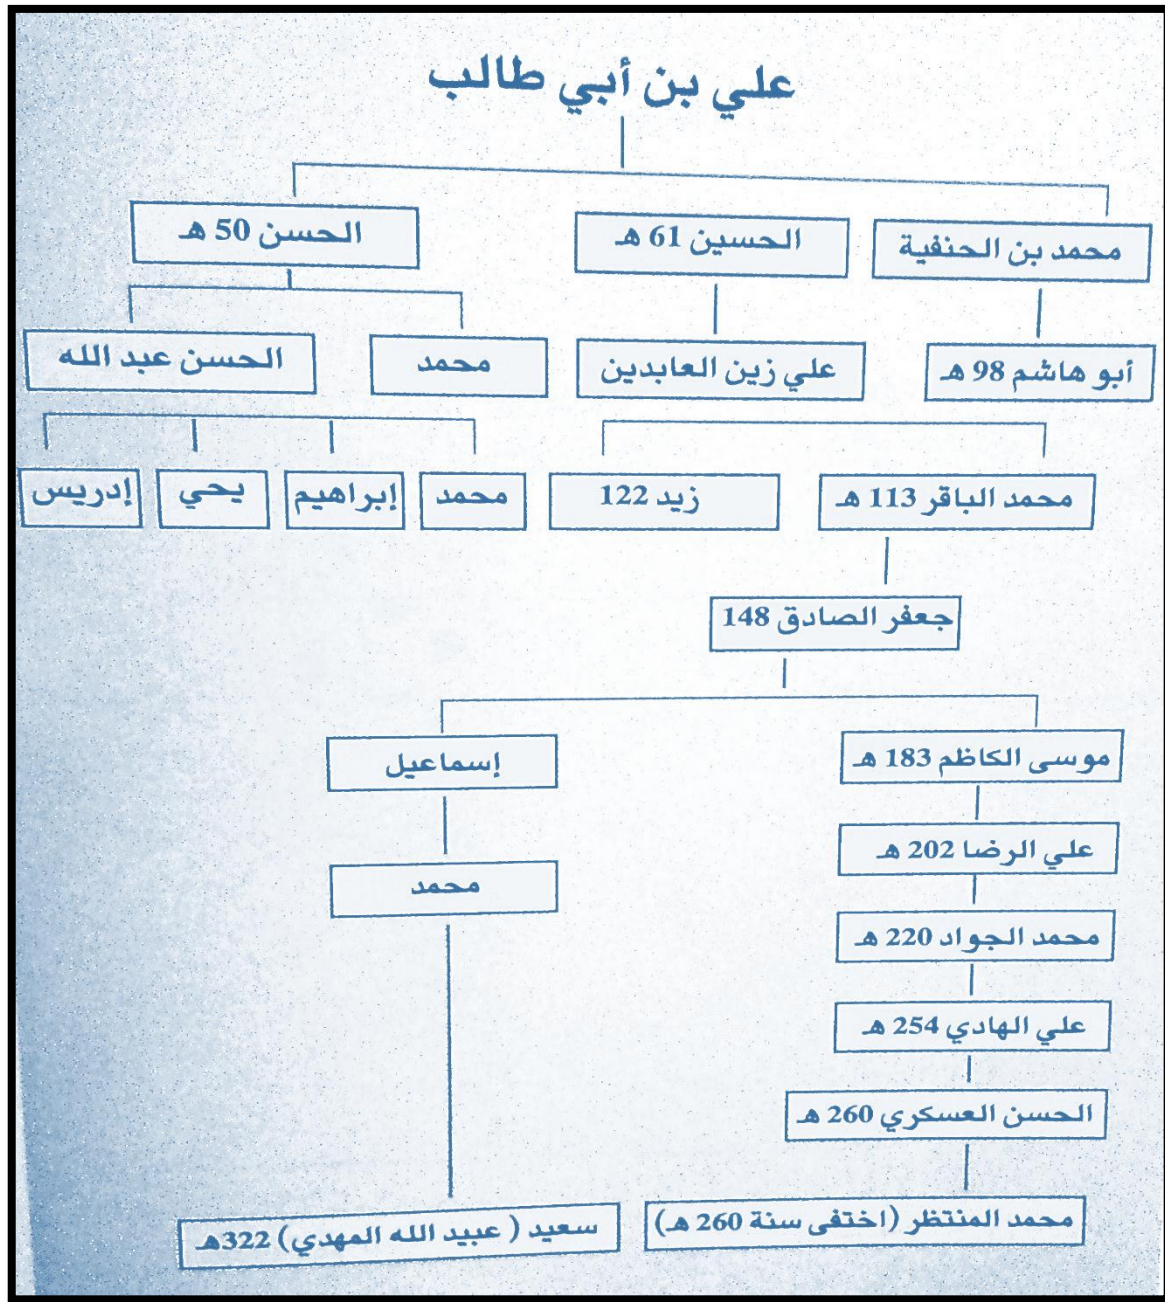 علي بن أبي طالب
محمد بن الحنفية
الحسين 61 هـ
الحسن 50 هـ
أبو هاشم 98 هـ
علي زين العابدين
محمد
الحسن عبد الله
محمد الباقر 113 هـ
زيد 122
محمد
إبراهيم
يحي
إدريس
جعفر الصادق 148
موسى الكاظم 183 هـ
إسماعيل
علي الرضا 202 هـ
محمد
محمد الجواد 220 هـ
علي الهادي 254 هـ
الحسن العسكري 260 هـ
محمد المنتظر (اختفى سنة 260 هـ)
سعيد ( عبيد الله المهدي) 322هـ